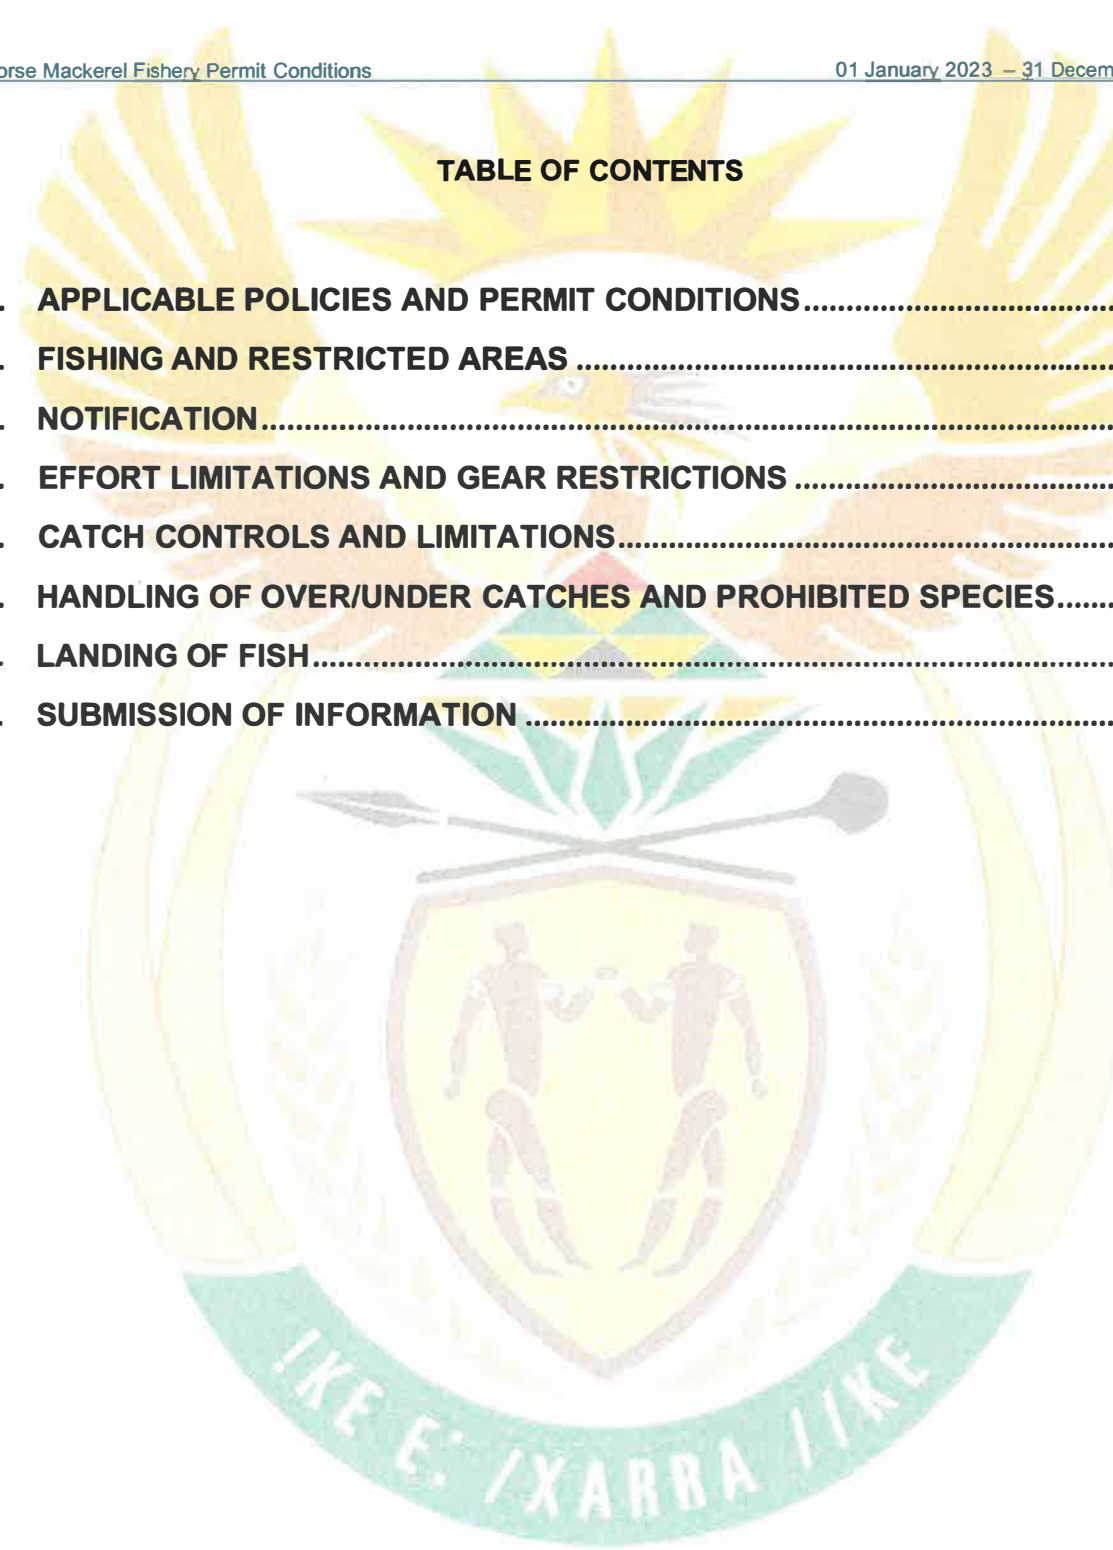 orse Mackerel Fishery Permit Conditions 01 January 2023 – 31 Decem
TABLE OF CONTENTS
. APPLICABLE POLICIES AND PERMIT CONDITIONS................................
. FISHING AND RESTRICTED AREAS................................
. NOTIFICATION................................
. EFFORT LIMITATIONS AND GEAR RESTRICTIONS................................
. CATCH CONTROLS AND LIMITATIONS................................
. HANDLING OF OVER/UNDER CATCHES AND PROHIBITED SPECIES.......
. LANDING OF FISH................................
. SUBMISSION OF INFORMATION................................
!KE E: /XARRA //KE